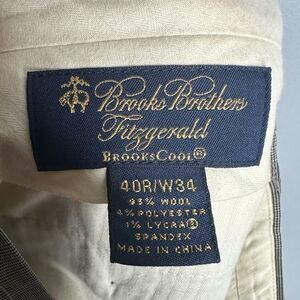 Brooks Brothers
Fitzgerald
BROOKSCOOL®
40R/W34
95% WOOL
4% POLYESTER
1% LYCRA®
SPANDEX
MADE IN CHINA